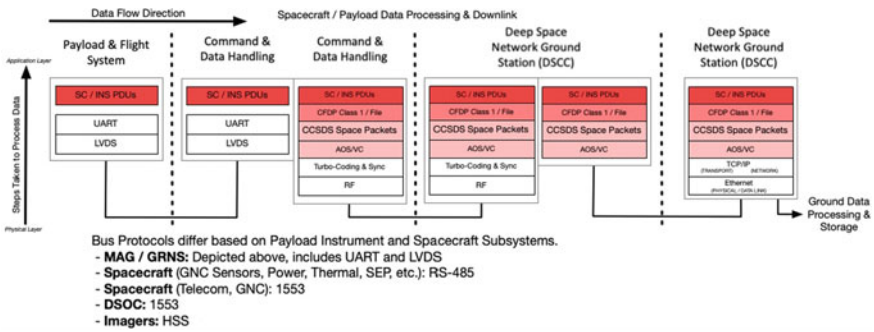 Data Flow Direction
Spacecraft / Payload Data Processing & Downlink
Payload & Flight
System
Command &
Data Handling
Command &
Data Handling
Deep Space
Network Ground
Station (DSCC)
Deep Space
Network Ground
Station (DSCC)
Application Layer
Steps Taken to Process Data
Physical Layer
SC / INS PDUs
UART
LVDS
SC / INS PDUs
UART
LVDS
SC / INS PDUs
CFDP Class 1 / File
CCSDS Space Packets
AOS/VC
Turbo-Coding & Sync
RF
SC / INS PDUs
CFDP Class 1 / File
CCSDS Space Packets
AOS/VC
Turbo-Coding & Sync
RF
SC / INS PDUs
CFDP Class 1 / File
CCSDS Space Packets
AOS/VC
SC / INS PDUs
CFDP Class 1 / File
CCSDS Space Packets
AOS/VC
TCP/IP
(TRANSPORT) (NETWORK)
Ethernet
(PHYSICAL / DATA LINK)
Ground Data
Processing &
Storage
Bus Protocols differ based on Payload Instrument and Spacecraft Subsystems.
- MAG / GRNS: Depicted above, includes UART and LVDS
- Spacecraft (GNC Sensors, Power, Thermal, SEP, etc.): RS-485
- Spacecraft (Telecom, GNC): 1553
- DSOC: 1553
- Imagers: HSS